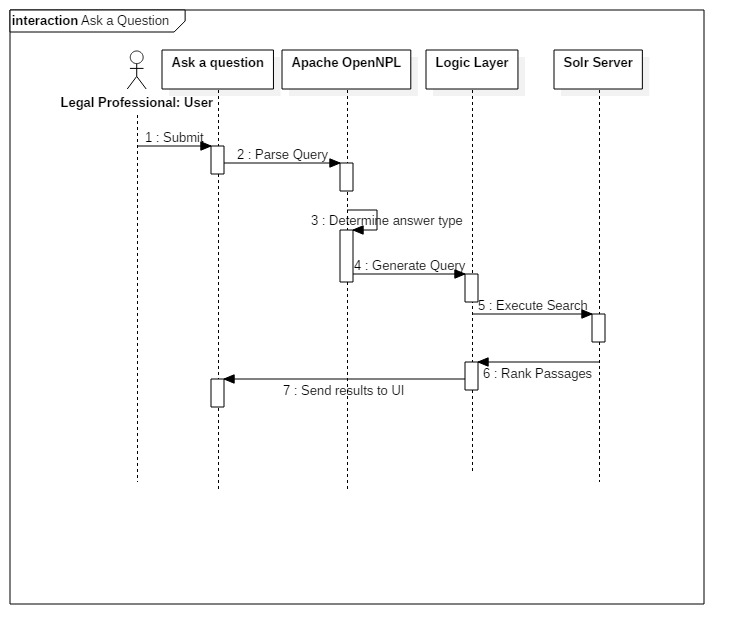 interaction Ask a Question
Ask a question
Apache OpenNPL
Logic Layer
Solr Server
Legal Professional: User
1 : Submit
2 : Parse Query
3 : Determine answer type
4 : Generate Query
5 : Execute Search
6 : Rank Passages
7 : Send results to UI